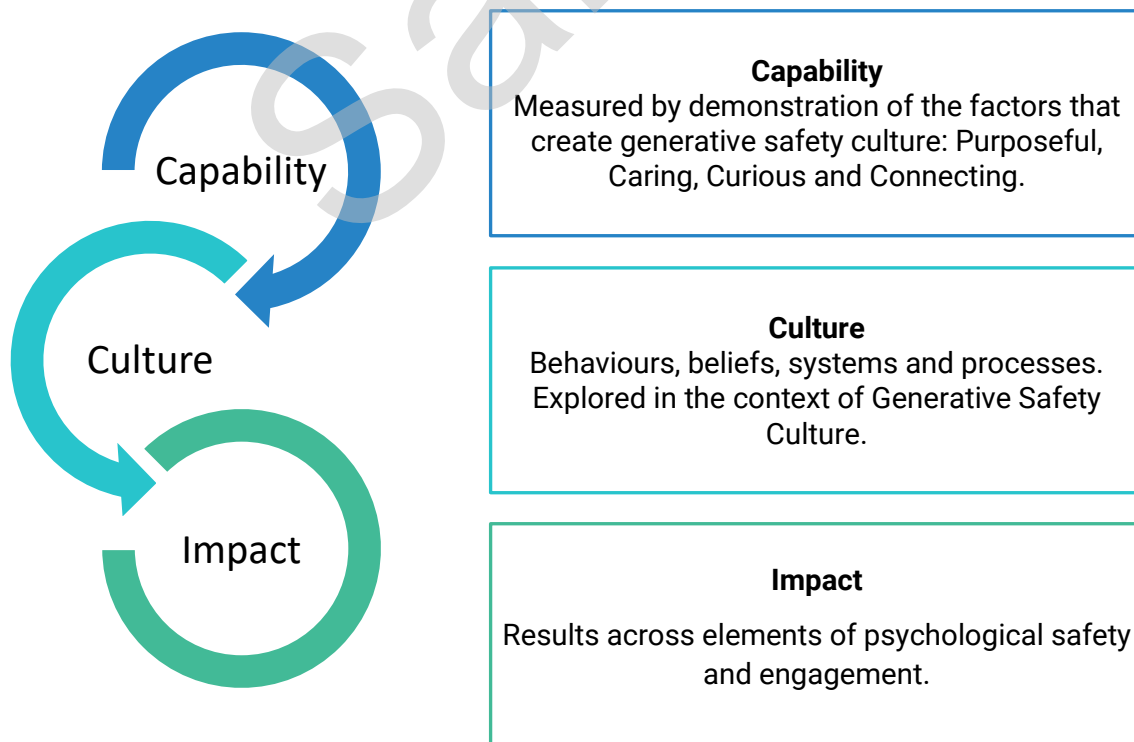 Capability
Culture
Impact
Capability
Measured by demonstration of the factors that
create generative safety culture: Purposeful,
Caring, Curious and Connecting.
Culture
Behaviours, beliefs, systems and processes.
Explored in the context of Generative Safety
Culture.
Impact
Results across elements of psychological safety
and engagement.